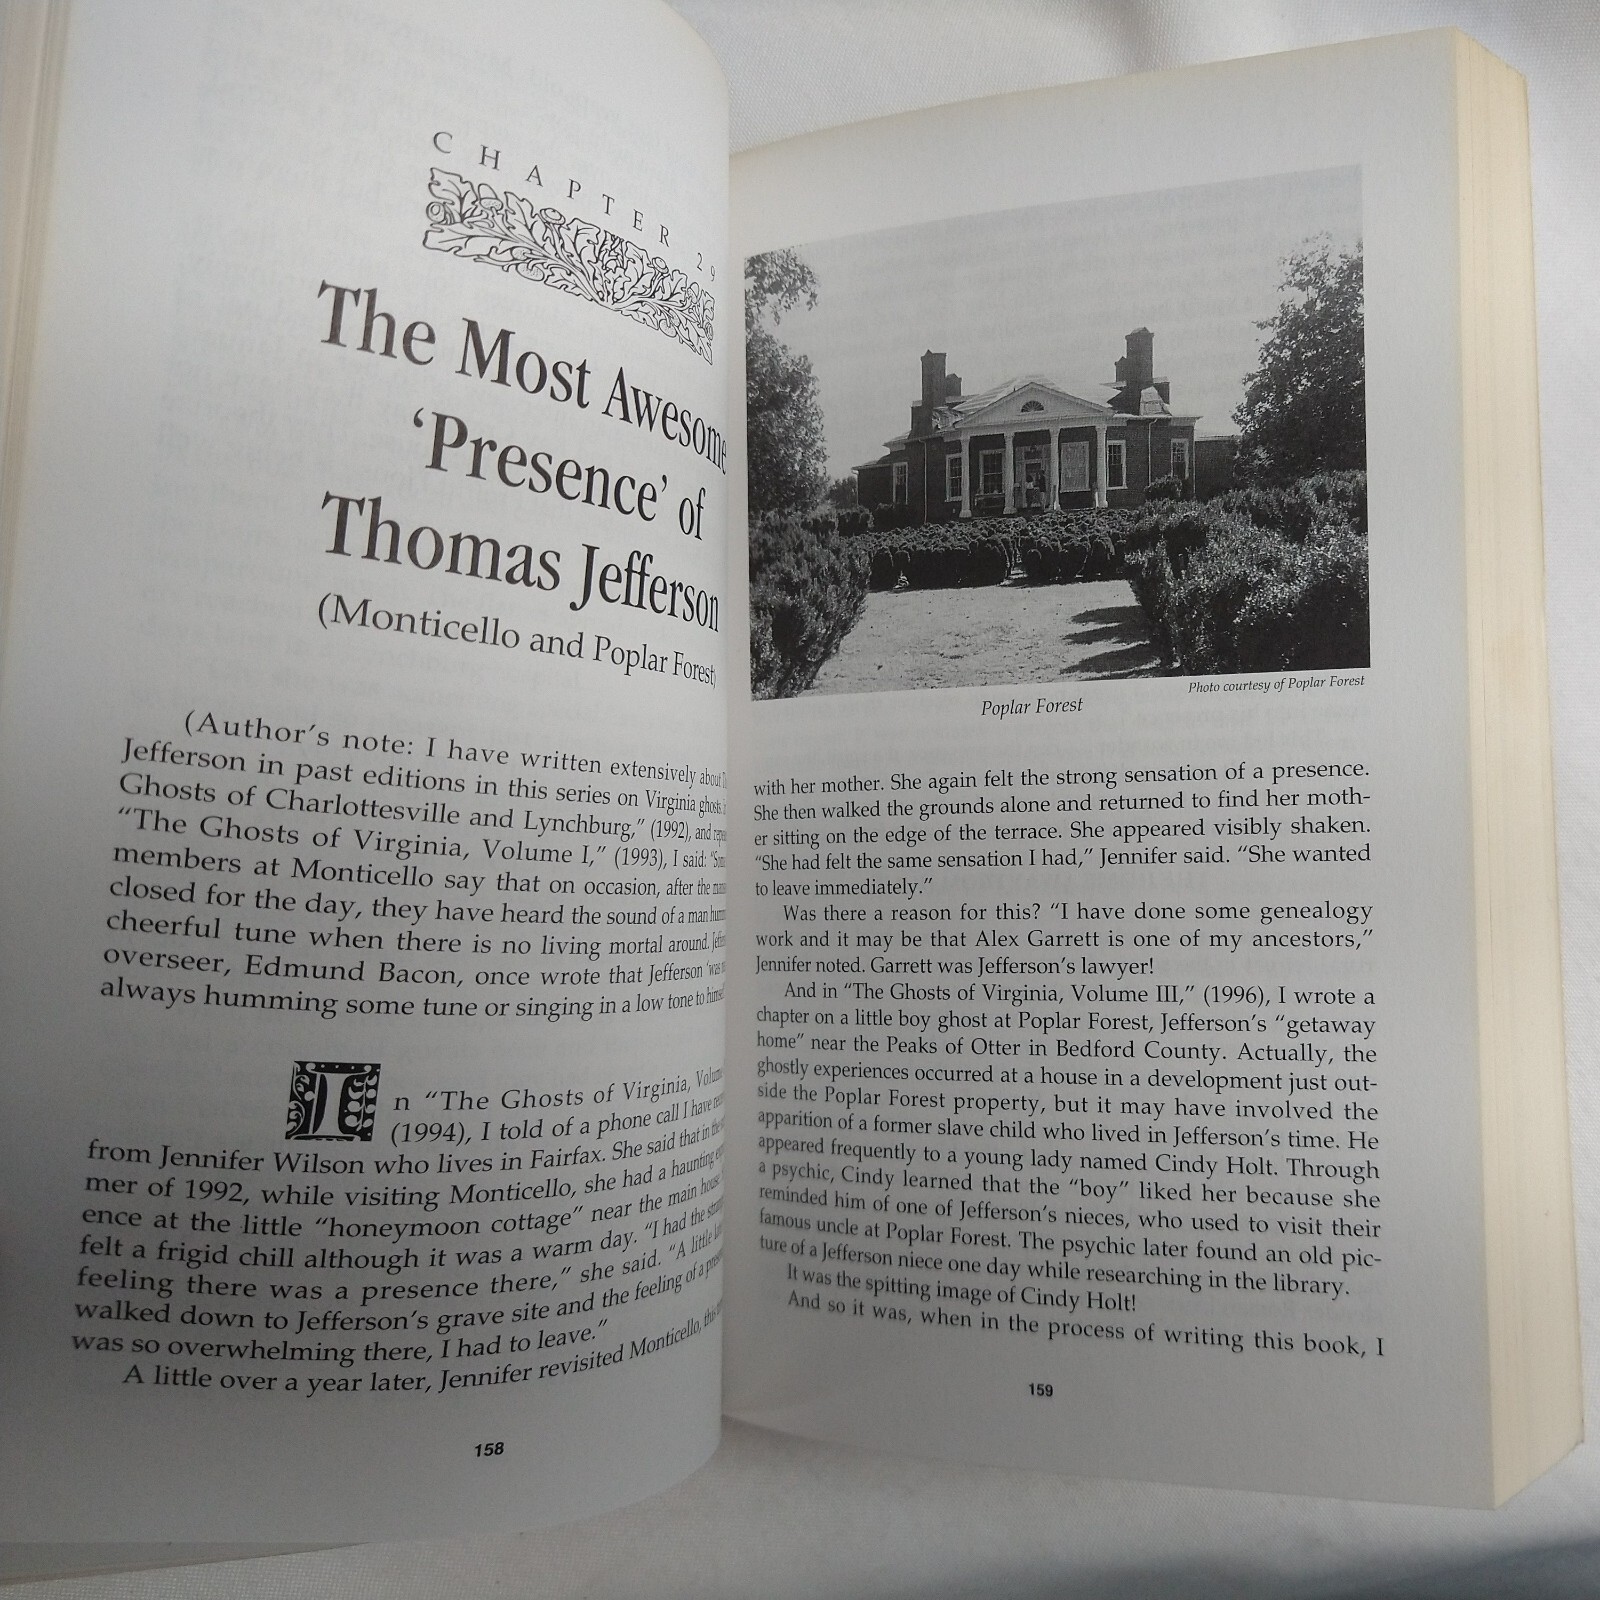 CHAPTER 29
The Most Awesome
‘Presence’ of
Thomas Jefferson
(Monticello and Poplar Forest)
(Author’s note: I have written extensively about
Jefferson in past editions in this series on Virginia ghosts.
Ghosts of Charlottesville and Lynchburg,” (1992), and
“The Ghosts of Virginia, Volume I,” (1993), I said:
members at Monticello say that on occasion, after the
closed for the day, they have heard the sound of a man
cheerful tune when there is no living mortal around.
overseer, Edmund Bacon, once wrote that Jefferson ‘was
always humming some tune or singing in a low tone to
In “The Ghosts of Virginia, Volume
(1994), I told of a phone call I have
from Jennifer Wilson who lives in Fairfax. She said that in the
mer of 1992, while visiting Monticello, she had a haunting
ence at the little “honeymoon cottage” near the main house.
felt a frigid chill although it was a warm day. “I had the
feeling there was a presence there,” she said. “A little
walked down to Jefferson’s grave site and the feeling of a
was so overwhelming there, I had to leave.”
A little over a year later, Jennifer revisited Monticello, this
158
Photo courtesy of Poplar Forest
Poplar Forest
with her mother. She again felt the strong sensation of a presence.
She then walked the grounds alone and returned to find her moth-
er sitting on the edge of the terrace. She appeared visibly shaken.
“She had felt the same sensation I had,” Jennifer said. “She wanted
to leave immediately.”
Was there a reason for this? “I have done some genealogy
work and it may be that Alex Garrett is one of my ancestors,”
Jennifer noted. Garrett was Jefferson’s lawyer!
And in “The Ghosts of Virginia, Volume III,” (1996), I wrote a
chapter on a little boy ghost at Poplar Forest, Jefferson’s “getaway
home” near the Peaks of Otter in Bedford County. Actually, the
ghostly experiences occurred at a house in a development just out-
side the Poplar Forest property, but it may have involved the
apparition of a former slave child who lived in Jefferson’s time. He
appeared frequently to a young lady named Cindy Holt. Through
a psychic, Cindy learned that the “boy” liked her because she
reminded him of one of Jefferson’s nieces, who used to visit their
famous uncle at Poplar Forest. The psychic later found an old pic-
ture of a Jefferson niece one day while researching in the library.
It was the spitting image of Cindy Holt!
And so it was, when in the process of writing this book, I
159